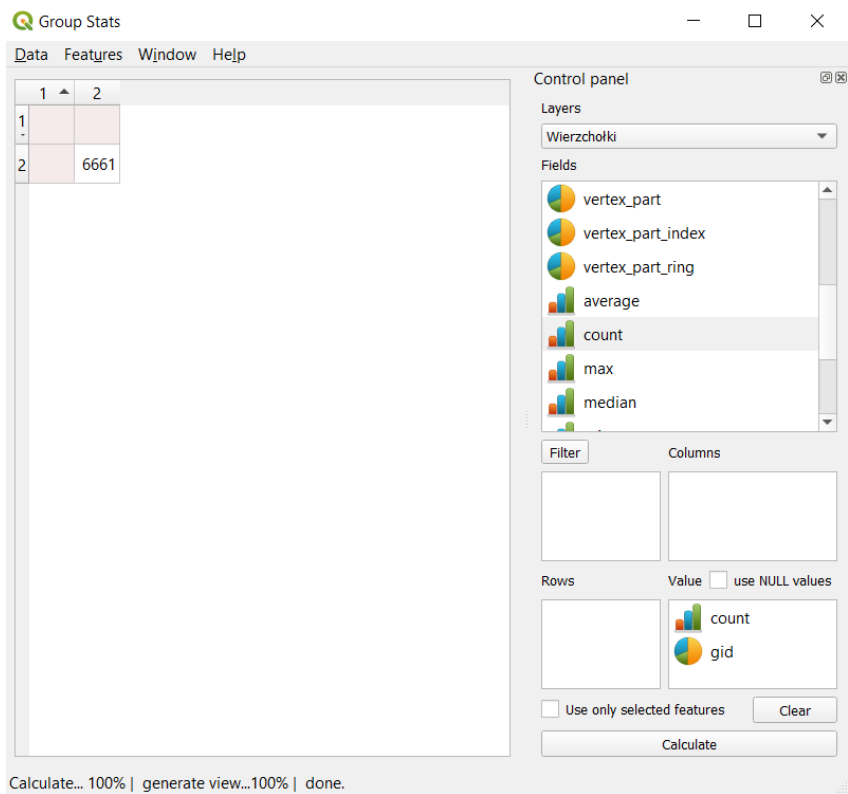 Group Stats
Data Features Window Help
1 2
1
2 6661
Control panel
Layers
Wierzchołki
Fields
vertex_part
vertex_part_index
vertex_part_ring
average
count
max
median
Filter Columns
Rows Value use NULL values
count
gid
Use only selected features Clear
Calculate
Calculate... 100% | generate view...100% | done.